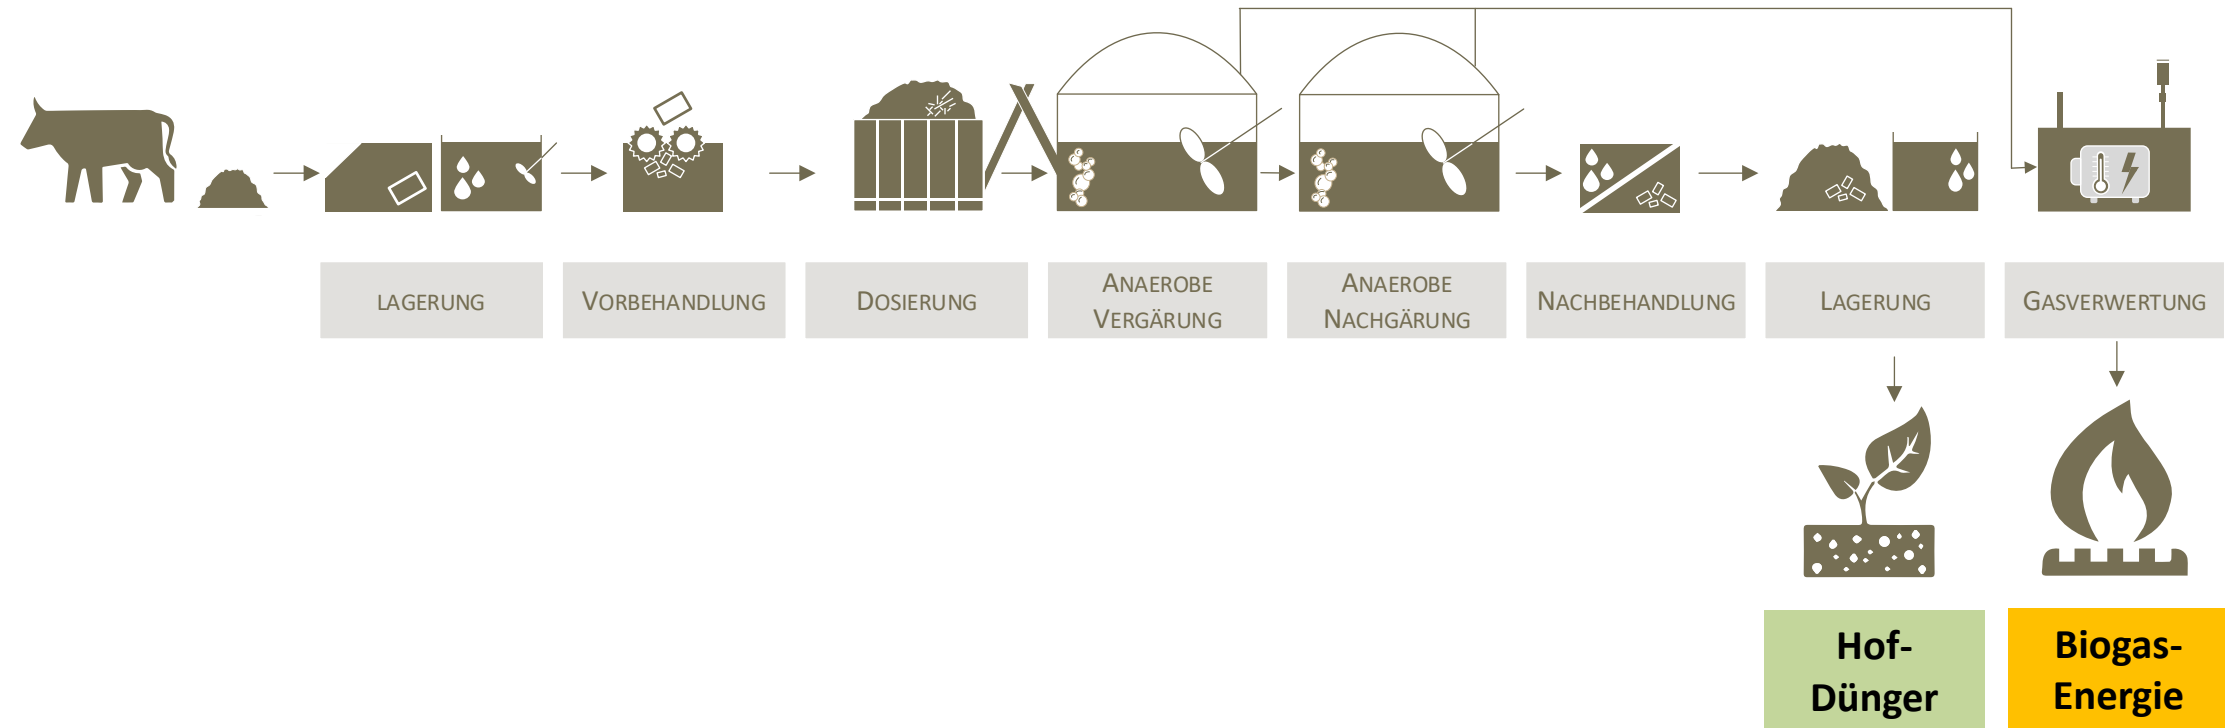 LAGERUNG
VORBEHANDLUNG
DOSIERUNG
ANAEROBE
VERGÄRUNG
ANAEROBE
NACHGÄRUNG
NACHBEHANDLUNG
LAGERUNG
GASVERWERTUNG
Hof-
Dünger
Biogas-
Energie